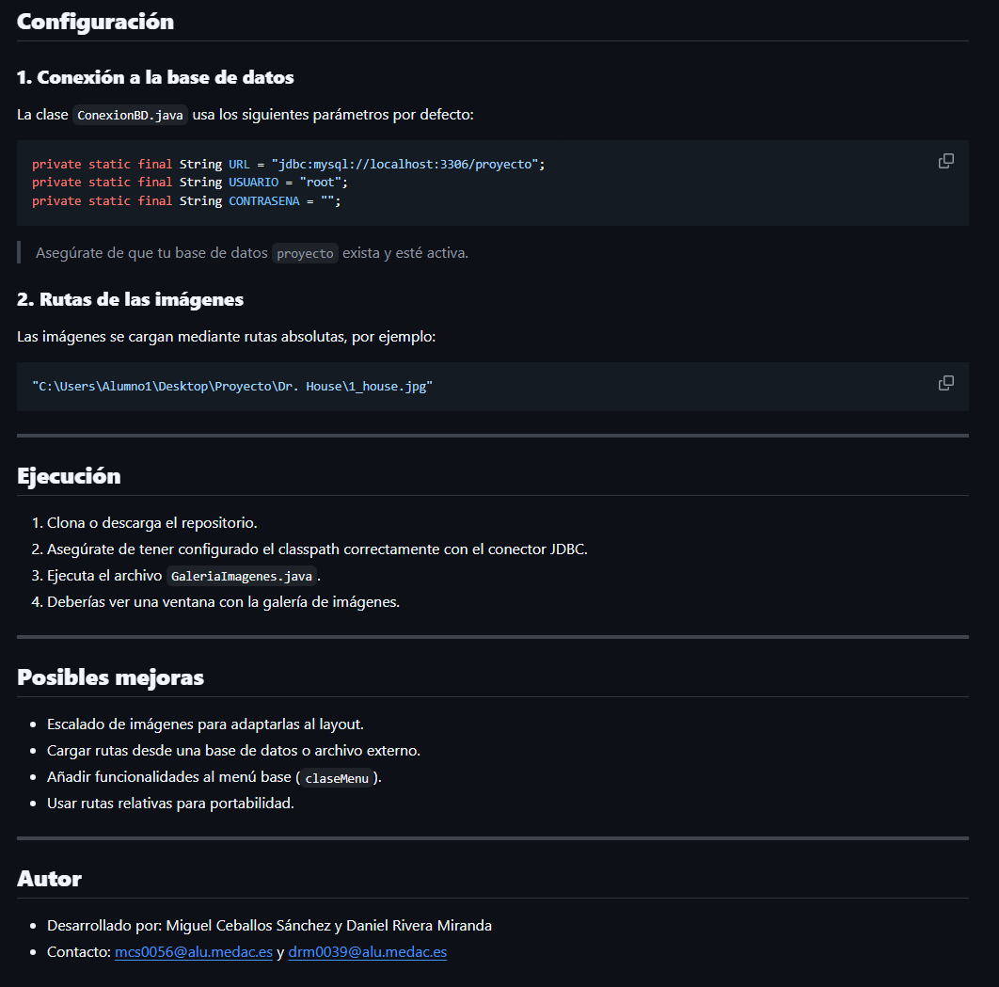 Configuración
1. Conexión a la base de datos
La clase ConexionBD.java usa los siguientes parámetros por defecto:
private static final String URL = "jdbc:mysql://localhost:3306/proyecto";
private static final String USUARIO = "root";
private static final String CONTRASENA = "";
Asegúrate de que tu base de datos proyecto exista y esté activa.
2. Rutas de las imágenes
Las imágenes se cargan mediante rutas absolutas, por ejemplo:
"C:\Users\Alumno1\Desktop\Proyecto\Dr. House\1_house.jpg"
Ejecución
1. Clona o descarga el repositorio.
2. Asegúrate de tener configurado el classpath correctamente con el conector JDBC.
3. Ejecuta el archivo GaleriaImagenes.java.
4. Deberías ver una ventana con la galería de imágenes.
Posibles mejoras
• Escalado de imágenes para adaptarlas al layout.
• Cargar rutas desde una base de datos o archivo externo.
• Añadir funcionalidades al menú base (claseMenu).
• Usar rutas relativas para portabilidad.
Autor
• Desarrollado por: Miguel Ceballos Sánchez y Daniel Rivera Miranda
• Contacto: mcs0056@alu.medac.es y drm0039@alu.medac.es